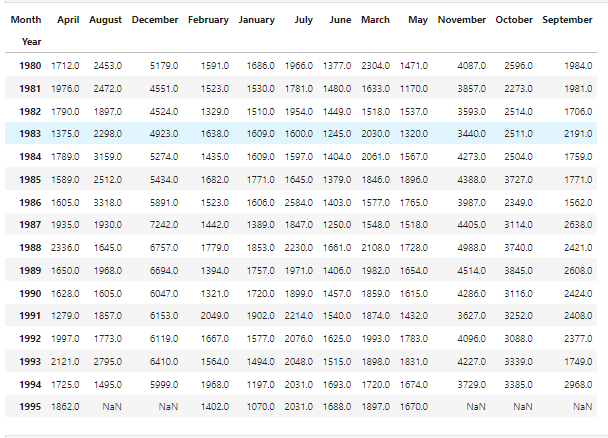 Month April August December February January July June March May November October September
Year
1980 1712.0 2453.0 5179.0 1591.0 1686.0 1966.0 1377.0 2304.0 1471.0 4087.0 2596.0 1984.0
1981 1976.0 2472.0 4551.0 1523.0 1530.0 1781.0 1480.0 1633.0 1170.0 3857.0 2273.0 1981.0
1982 1790.0 1897.0 4524.0 1329.0 1510.0 1954.0 1449.0 1518.0 1537.0 3593.0 2514.0 1706.0
1983 1375.0 2298.0 4923.0 1638.0 1609.0 1600.0 1245.0 2030.0 1320.0 3440.0 2511.0 2191.0
1984 1789.0 3159.0 5274.0 1435.0 1609.0 1597.0 1404.0 2061.0 1567.0 4273.0 2504.0 1759.0
1985 1589.0 2512.0 5434.0 1682.0 1771.0 1645.0 1379.0 1846.0 1896.0 4388.0 3727.0 1771.0
1986 1605.0 3318.0 5891.0 1523.0 1606.0 2584.0 1403.0 1577.0 1765.0 3987.0 2349.0 1562.0
1987 1935.0 1930.0 7242.0 1442.0 1389.0 1847.0 1250.0 1548.0 1518.0 4405.0 3114.0 2638.0
1988 2336.0 1645.0 6757.0 1779.0 1853.0 2230.0 1661.0 2108.0 1728.0 4988.0 3740.0 2421.0
1989 1650.0 1968.0 6694.0 1394.0 1757.0 1971.0 1406.0 1982.0 1654.0 4514.0 3845.0 2608.0
1990 1628.0 1605.0 6047.0 1321.0 1720.0 1899.0 1457.0 1859.0 1615.0 4286.0 3116.0 2424.0
1991 1279.0 1857.0 6153.0 2049.0 1902.0 2214.0 1540.0 1874.0 1432.0 3627.0 3252.0 2408.0
1992 1997.0 1773.0 6119.0 1667.0 1577.0 2076.0 1625.0 1993.0 1783.0 4096.0 3088.0 2377.0
1993 2121.0 2795.0 6410.0 1564.0 1494.0 2048.0 1515.0 1898.0 1831.0 4227.0 3339.0 1749.0
1994 1725.0 1495.0 5999.0 1968.0 1197.0 2031.0 1693.0 1720.0 1674.0 3729.0 3385.0 2968.0
1995 1862.0 NaN NaN 1402.0 1070.0 2031.0 1688.0 1897.0 1670.0 NaN NaN NaN